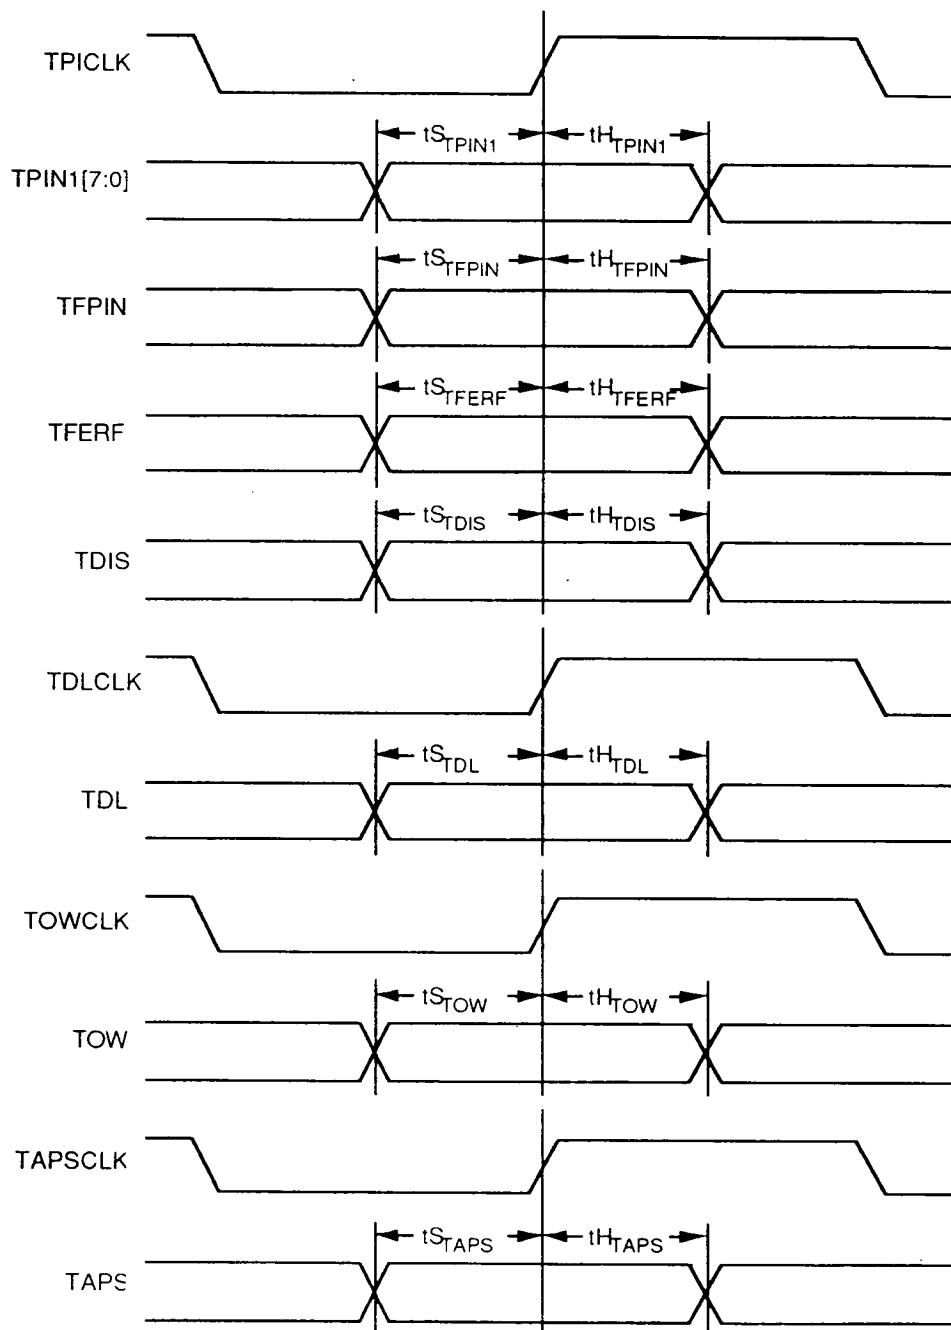 TPICLK
tSTPIN1 tHTPIN1
TPIN1[7:0]
tSTFPIN tHTFPIN
TFPIN
tSTFERF tHTFERF
TFERF
tSTDIS tHTDIS
TDIS
TDLCLK
tSTDL tHTDL
TDL
TOWCLK
tSTOW tHTOW
TOW
TAPSCLK
tSTAPS tHTAPS
TAPS